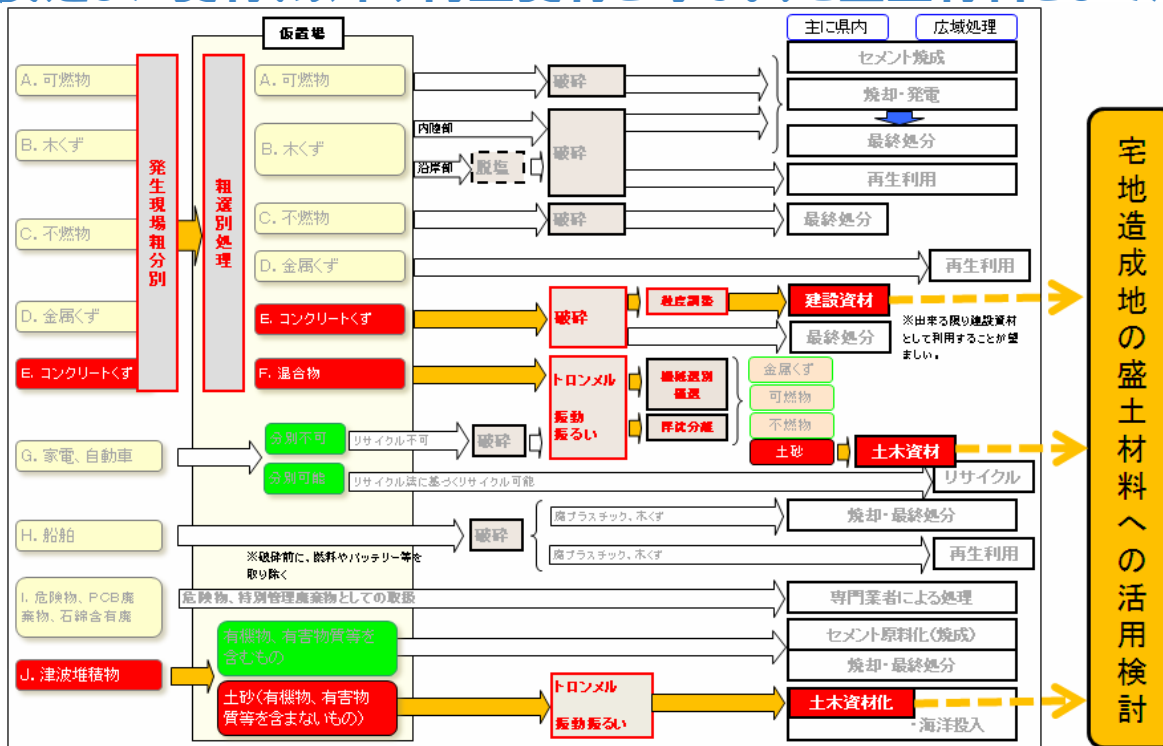 仮置場
主に県内
広域処理
A. 可燃物
B. 木くず
C. 不燃物
D. 金属くず
E. コンクリートくず
G. 家電、自動車
H. 船舶
I. 危険物、PCB廃
棄物、石綿含有廃
J. 津波堆積物
発生現場粗分別
粗選別処理
A. 可燃物
B. 木くず
C. 不燃物
D. 金属くず
E. コンクリートくず
F. 混合物
内陸部
沿岸部
脱塩
破砕
破砕
破砕
セメント焼成
焼却・発電
最終処分
再生利用
最終処分
再生利用
破砕
粒度調整
建設資材
最終処分
※出来る限り建設資材
として利用することが望
ましい。
トロンメル
振動
振るい
機械選別
磁選
浮沈分離
金属くず
可燃物
不燃物
土砂
土木資材
分別不可
リサイクル不可
破砕
分別可能
リサイクル法に基づくリサイクル可能
リサイクル
破砕
廃プラスチック、木くず
焼却・最終処分
廃プラスチック、木くず
再生利用
※破砕前に、燃料やバッテリー等を
取り除く
危険物、特別管理廃棄物としての取扱
専門業者による処理
有機物、有害物質等を
含むもの
セメント原料化(焼成)
焼却・最終処分
土砂(有機物、有害物
質等を含まないもの)
トロンメル
振動振るい
土木資材化
・海洋投入
宅地造成地の盛土材料への活用検討